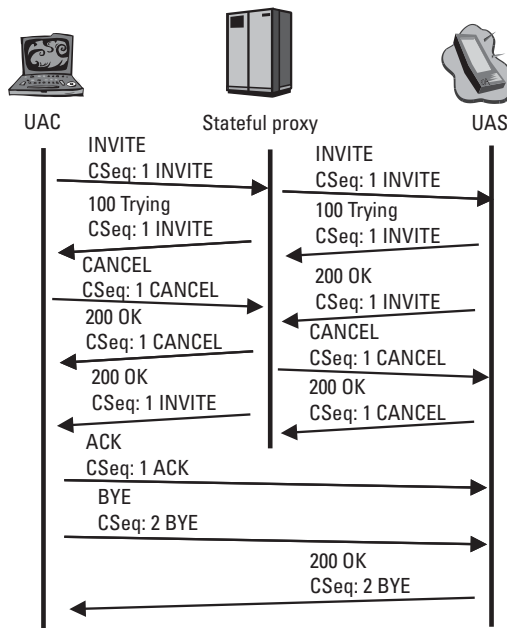 UAC
Stateful proxy
UAS
INVITE
CSeq: 1 INVITE
INVITE
CSeq: 1 INVITE
100 Trying
CSeq: 1 INVITE
100 Trying
CSeq: 1 INVITE
CANCEL
CSeq: 1 CANCEL
200 OK
CSeq: 1 INVITE
200 OK
CSeq: 1 CANCEL
CANCEL
CSeq: 1 CANCEL
200 OK
CSeq: 1 INVITE
200 OK
CSeq: 1 CANCEL
ACK
CSeq: 1 ACK
BYE
CSeq: 2 BYE
200 OK
CSeq: 2 BYE